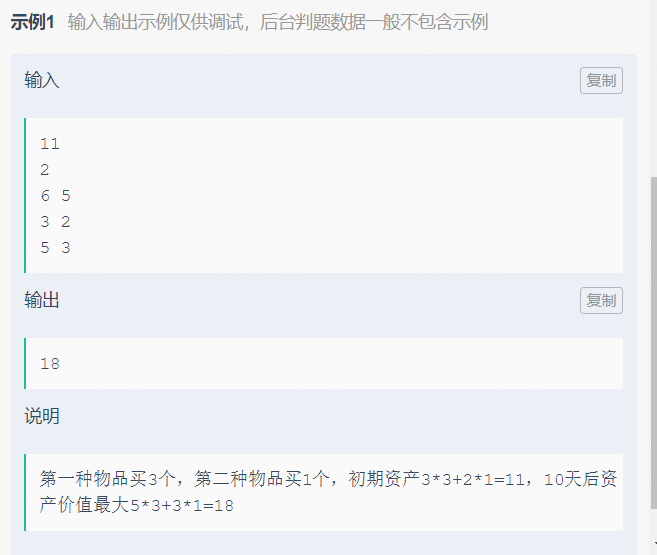 示例1 输入输出示例仅供调试，后台判题数据一般不包含示例
输入
复制
11
2
6 5
3 2
5 3
输出
复制
18
说明
第一种物品买3个，第二种物品买1个，初期资产3*3+2*1=11，10天后资
产价值最大5*3+3*1=18